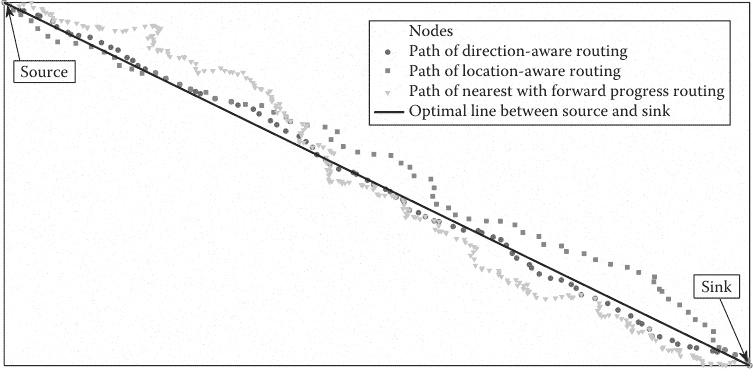 Nodes
Path of direction-aware routing
Path of location-aware routing
Path of nearest with forward progress routing
Optimal line between source and sink
Source
Sink